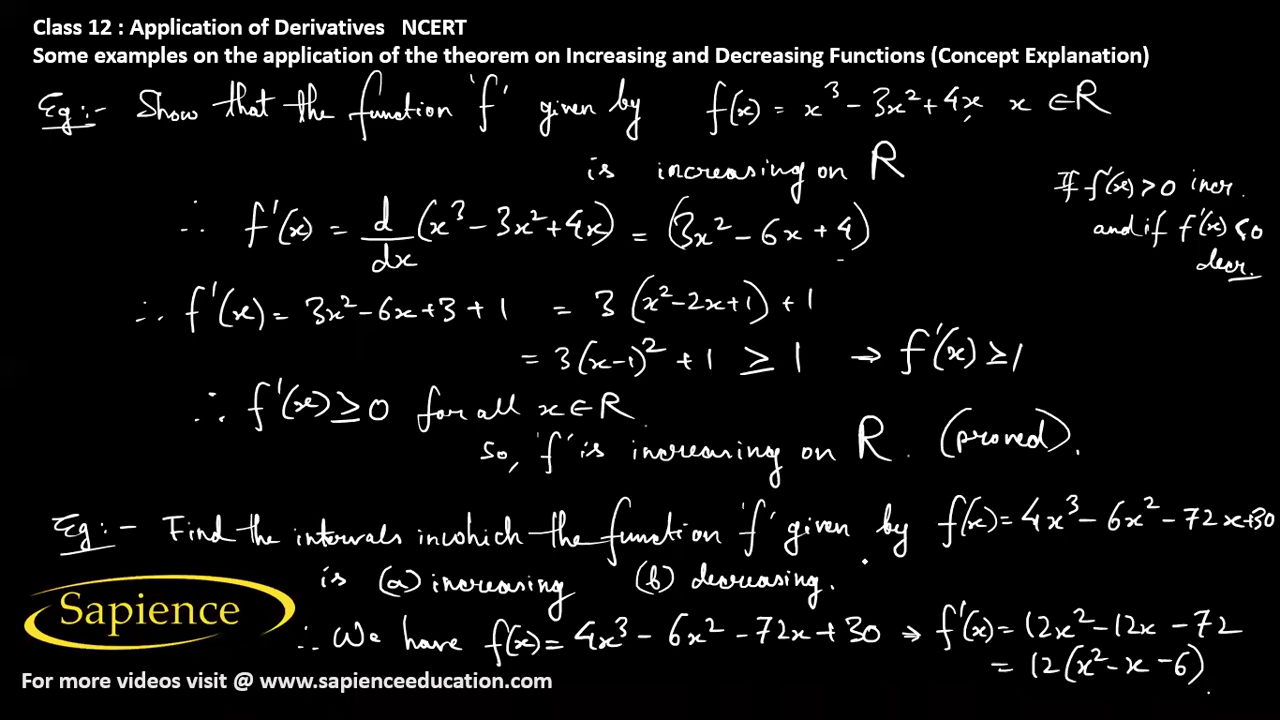 Class 12 : Application of Derivatives NCERT
Some examples on the application of the theorem on Increasing and Decreasing Functions (Concept Explanation)
Eg:- Show that the function 'f' given by f(x) = x³ - 3x² + 4x, x ∈ R
is increasing on R
If f'(x) > 0 incr.
and if f'(x) < 0
decr.
∴ f'(x) = d/dx (x³ - 3x² + 4x) = (3x² - 6x + 4)
∴ f'(x) = 3x² - 6x + 3 + 1 = 3(x² - 2x + 1) + 1
= 3(x-1)² + 1 ≥ 1 → f'(x) ≥ 1
∴ f'(x) ≥ 0 for all x ∈ R.
so, 'f' is increasing on R. (proved).
Eg:- Find the intervals in which the function 'f' given by f(x) = 4x³ - 6x² - 72x + 30
is (a) increasing (b) decreasing.
Sapience
∴ We have f(x) = 4x³ - 6x² - 72x + 30 → f'(x) = 12x² - 12x - 72
= 12(x² - x - 6)
For more videos visit @ www.sapienceeducation.com